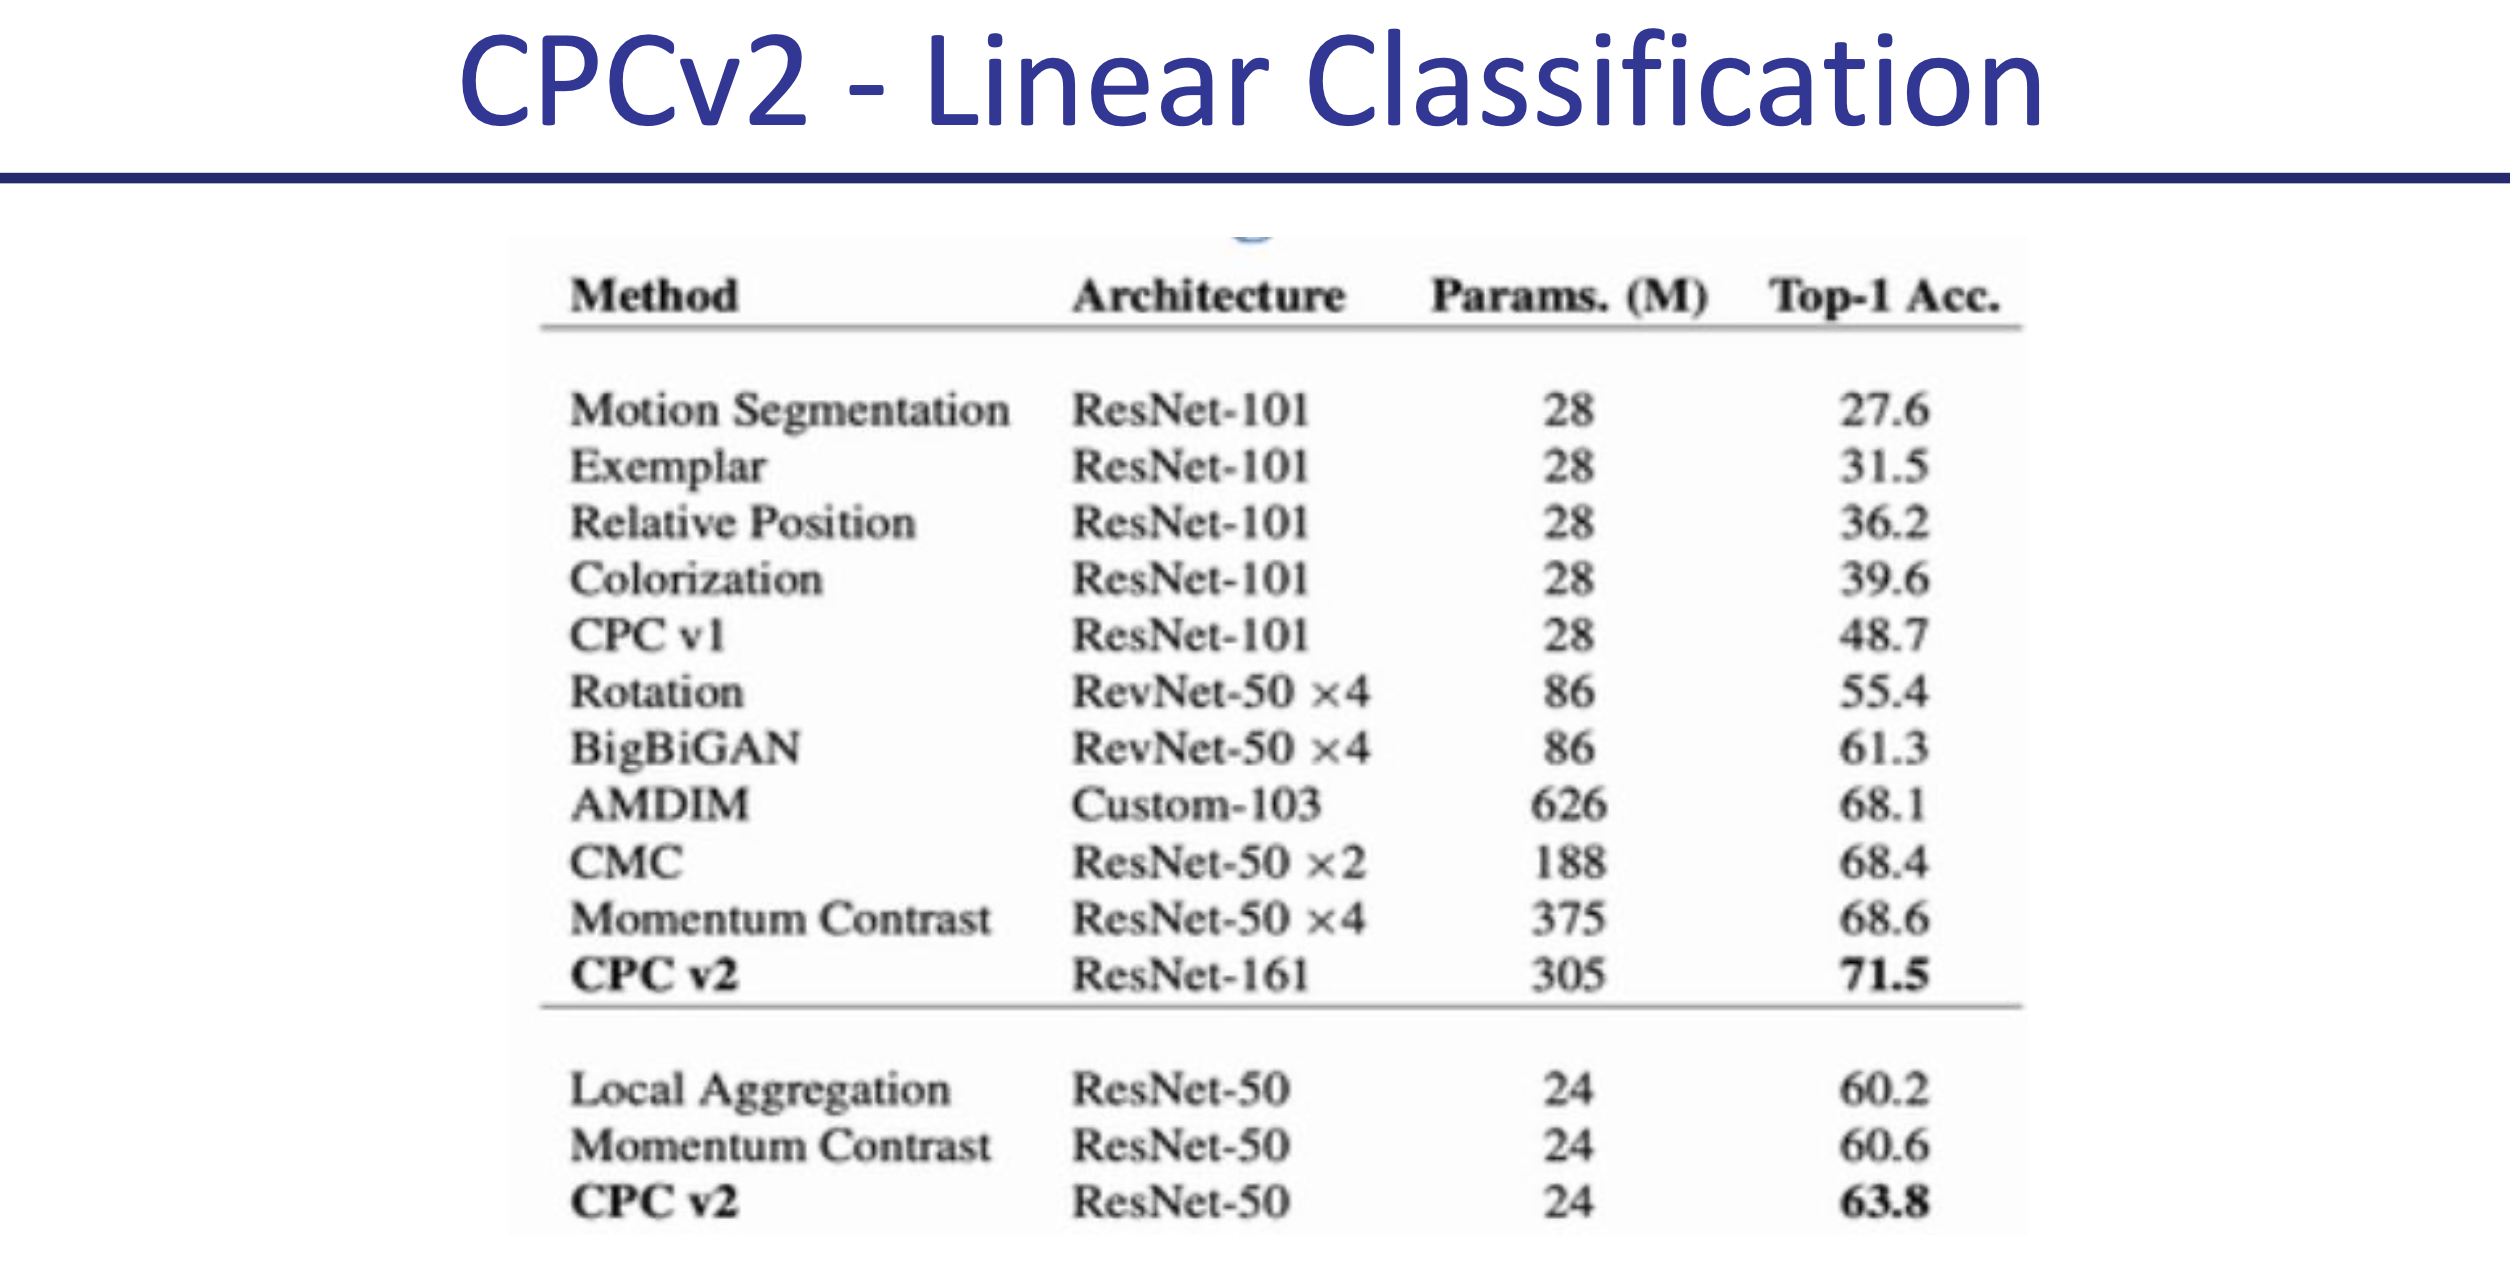 CPCv2 - Linear Classification
Method Architecture Params. (M) Top-1 Acc.
Motion Segmentation ResNet-101 28 27.6
Exemplar ResNet-101 28 31.5
Relative Position ResNet-101 28 36.2
Colorization ResNet-101 28 39.6
CPC v1 ResNet-101 28 48.7
Rotation RevNet-50 ×4 86 55.4
BigBiGAN RevNet-50 ×4 86 61.3
AMDIM Custom-103 626 68.1
CMC ResNet-50 ×2 188 68.4
Momentum Contrast ResNet-50 ×4 375 68.6
CPC v2 ResNet-161 305 71.5
Local Aggregation ResNet-50 24 60.2
Momentum Contrast ResNet-50 24 60.6
CPC v2 ResNet-50 24 63.8